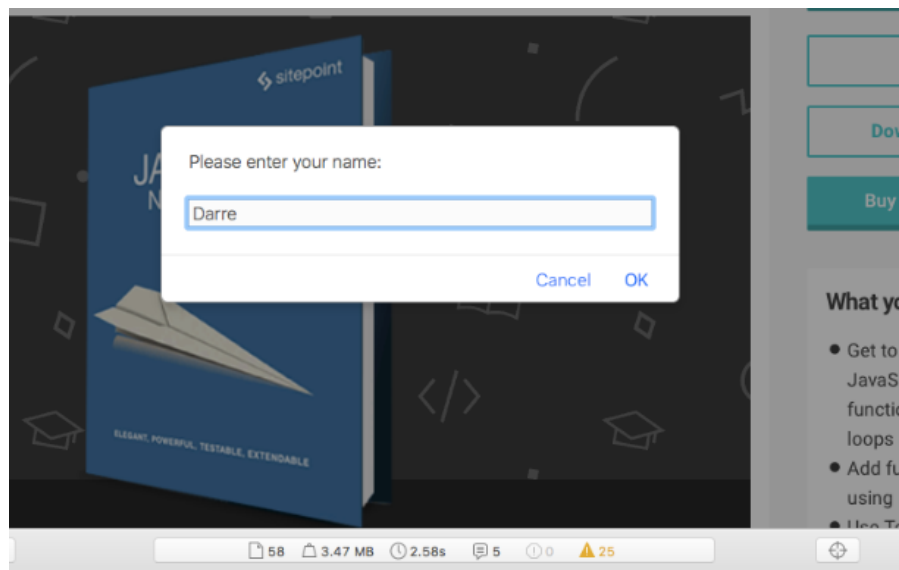 sitepoint
JA
N
Please enter your name:
Darre
Cancel OK
ELEGANT, POWERFUL, TESTABLE, EXTENDABLE
Dow
Buy
What yo
Get to
JavaS
functio
loops
Add fu
using
58 3.47 MB 2.58s 5 0 25